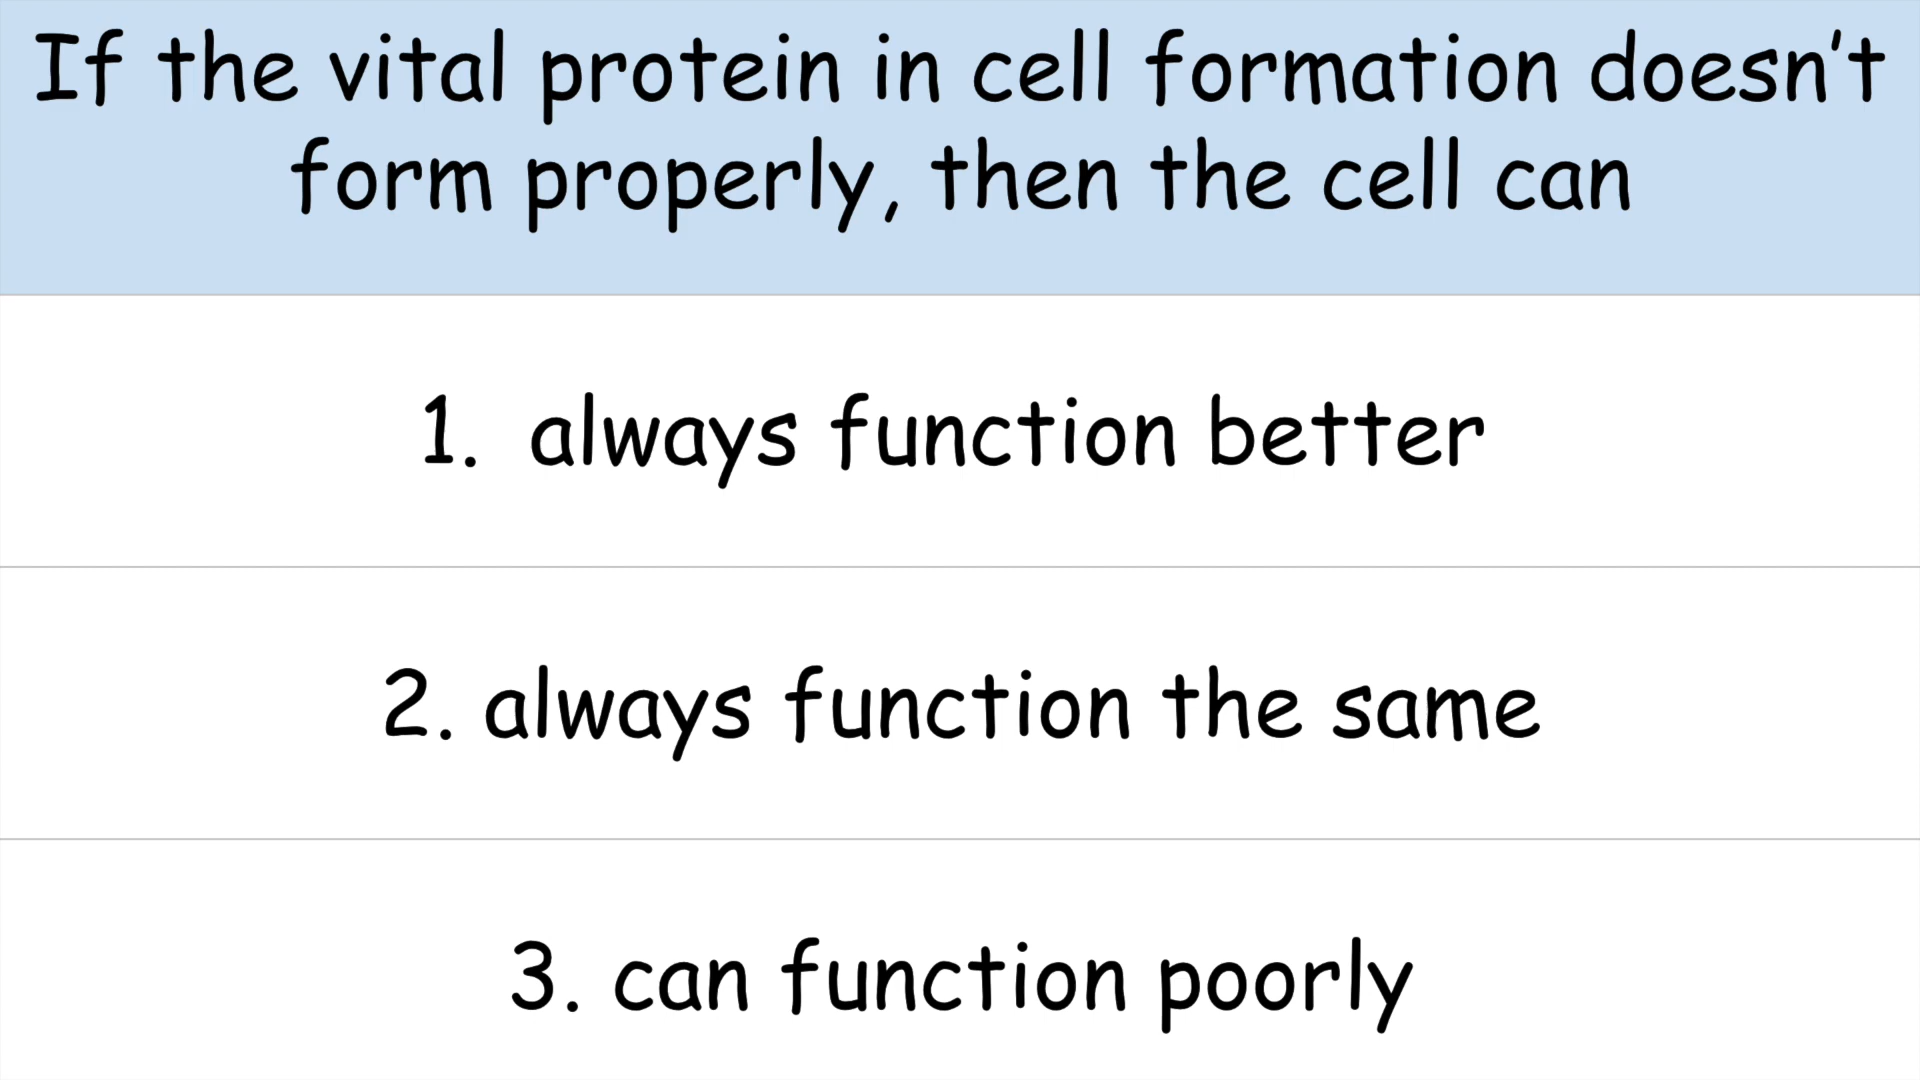 If the vital protein in cell formation doesn’t
form properly, then the cell can
1. always function better
2. always function the same
3. can function poorly